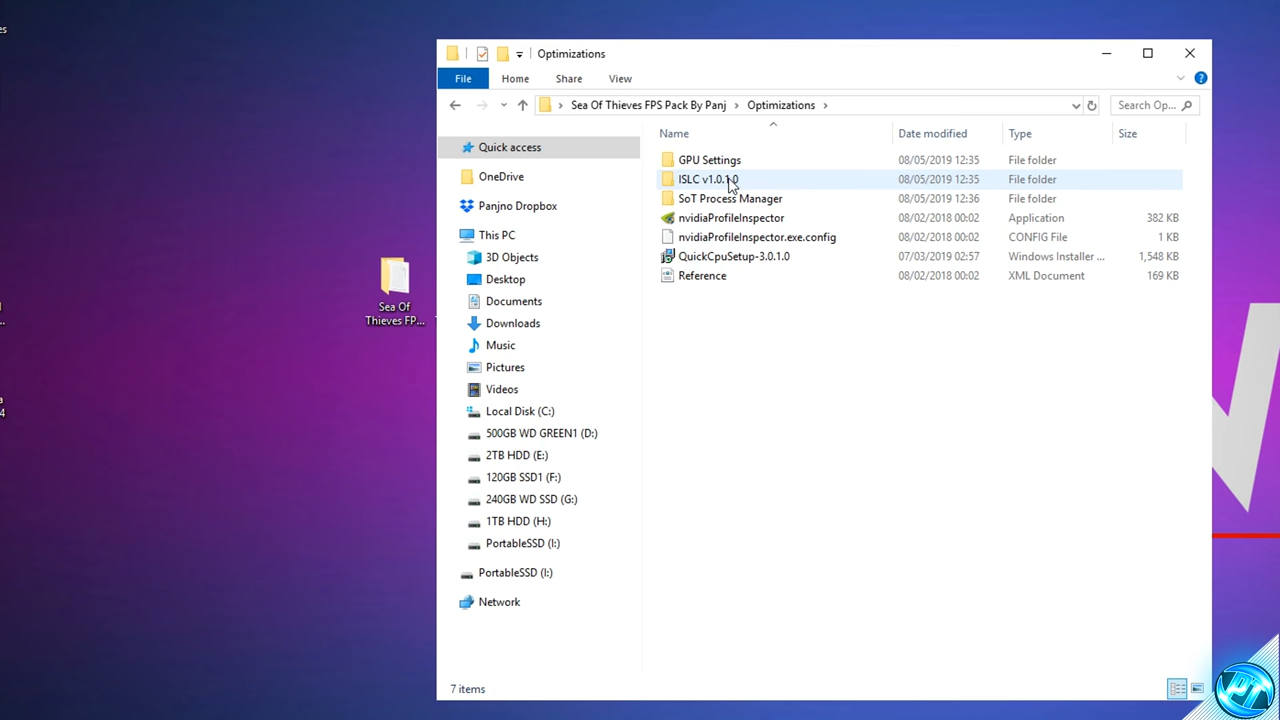 es
Optimizations
File
Home
Share
View
Sea Of Thieves FPS Pack By Panj
Optimizations
Search Op...
Name
Date modified
Type
Size
Quick access
OneDrive
Panjno Dropbox
This PC
3D Objects
Desktop
Documents
Downloads
Music
Pictures
Videos
Local Disk (C:)
500GB WD GREEN1 (D:)
2TB HDD (E:)
120GB SSD1 (F:)
240GB WD SSD (G:)
1TB HDD (H:)
PortableSSD (I:)
PortableSSD (I:)
Network
GPU Settings 08/05/2019 12:35 File folder
ISLC v1.0.1.0 08/05/2019 12:35 File folder
SoT Process Manager 08/05/2019 12:36 File folder
nvidiaProfileInspector 08/02/2018 00:02 Application 382 KB
nvidiaProfileInspector.exe.config 08/02/2018 00:02 CONFIG File 1 KB
QuickCpuSetup-3.0.1.0 07/03/2019 02:57 Windows Installer ... 1,548 KB
Reference 08/02/2018 00:02 XML Document 169 KB
Sea Of
Thieves FP...
a
4
7 items
PT